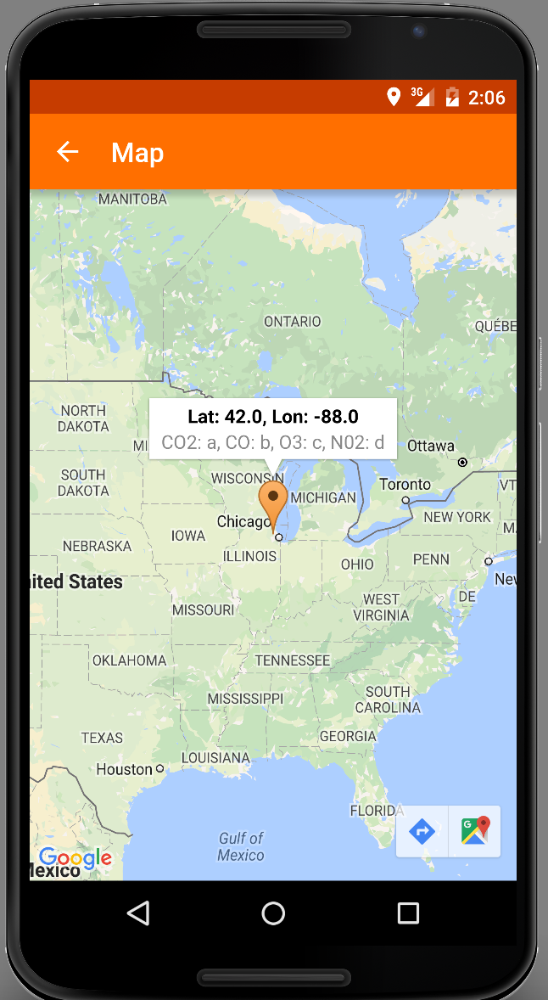 3G 2:06
Map
MANITOBA
ONTARIO
QUÉBE
NORTH
DAKOTA
Lat: 42.0, Lon: -88.0
CO2: a, CO: b, O3: c, N02: d
MI
Ottawa
SOUTH
DAKOTA
WISCONSIN
MICHIGAN
Toronto
VT
Chicago
NEW YORK
M.
IOWA
NEBRASKA
ILLINOIS
OHIO
PENN
ited States
New
MISSOURI
WEST
VIRGINIA
DE
OKLAHOMA
TENNESSEE
MISSISSIPPI
SOUTH
CAROLINA
TEXAS
GEORGIA
LOUISIANA
Houston
FLORIDA
Gulf of
Mexico
G
Google
Mexico